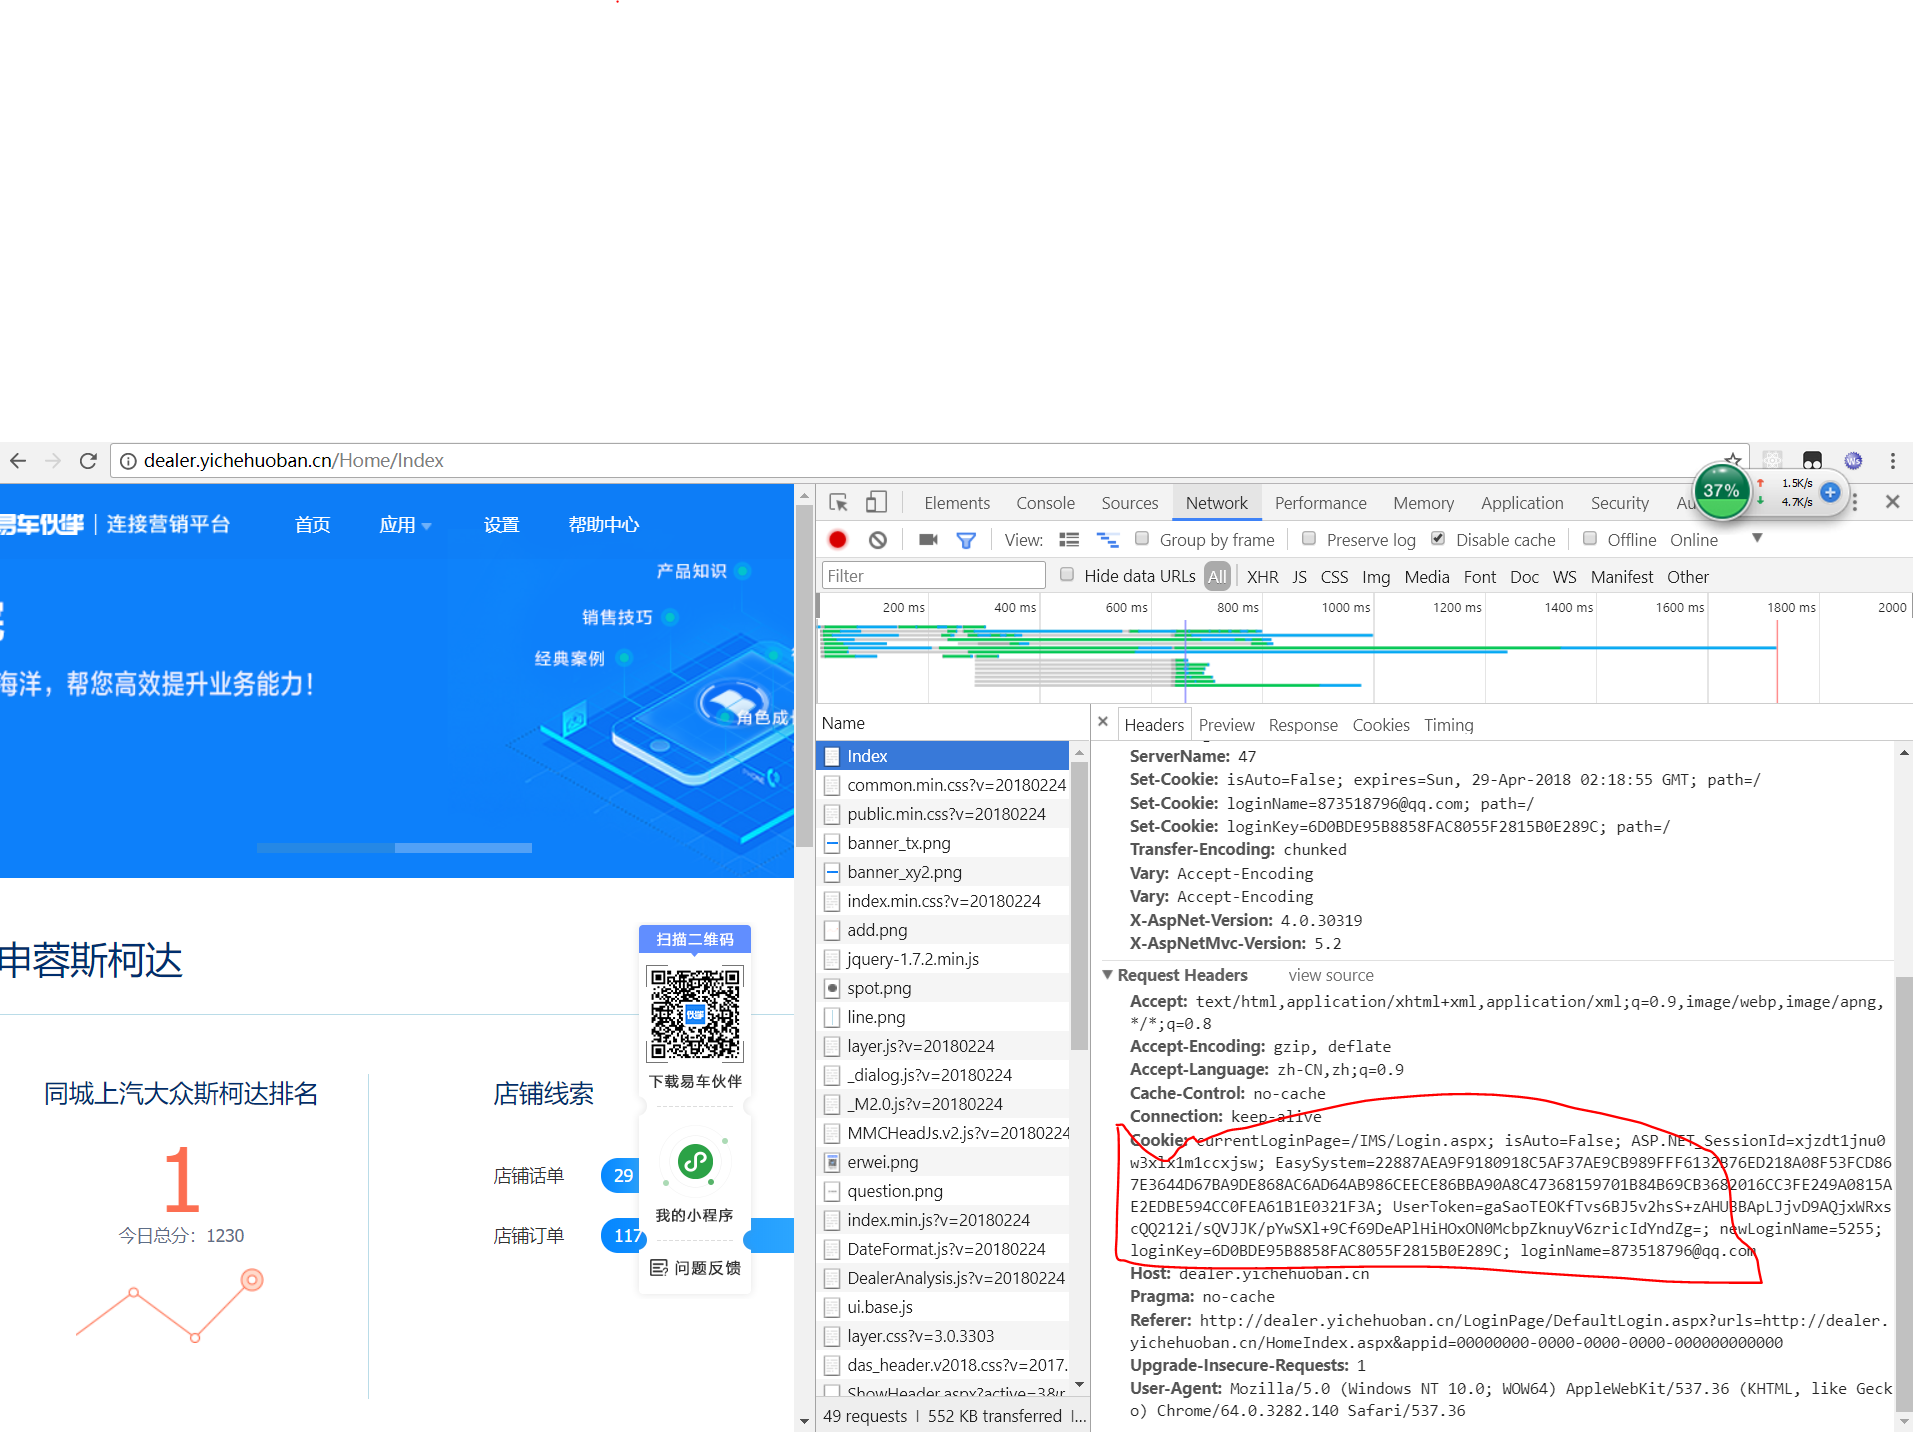 dealer.yichehuoban.cn/Home/Index
37%
1.5K/s
4.7K/s
易车伙伴 | 连接营销平台
首页
应用
设置
帮助中心
产品知识
销售技巧
经典案例
角色成
海洋，帮您高效提升业务能力！
申蓉斯柯达
扫描二维码
伙伴
下载易车伙伴
我的小程序
问题反馈
同城上汽大众斯柯达排名
1
今日总分：1230
店铺线索
店铺话单
29
店铺订单
117
Elements
Console
Sources
Network
Performance
Memory
Application
Security
Au
View:
Group by frame
Preserve log
Disable cache
Offline
Online
Filter
Hide data URLs
All
XHR
JS
CSS
Img
Media
Font
Doc
WS
Manifest
Other
200 ms
400 ms
600 ms
800 ms
1000 ms
1200 ms
1400 ms
1600 ms
1800 ms
2000
Name
Index
common.min.css?v=20180224
public.min.css?v=20180224
banner_tx.png
banner_xy2.png
index.min.css?v=20180224
add.png
jquery-1.7.2.min.js
spot.png
line.png
layer.js?v=20180224
_dialog.js?v=20180224
_M2.0.js?v=20180224
MMCHeadJs.v2.js?v=20180224
erwei.png
question.png
index.min.js?v=20180224
DateFormat.js?v=20180224
DealerAnalysis.js?v=20180224
ui.base.js
layer.css?v=3.0.3303
das_header.v2018.css?v=2017.
ShowHeader.aspx?active=3&r
49 requests | 552 KB transferred | ...
Headers
Preview
Response
Cookies
Timing
ServerName: 47
Set-Cookie: isAuto=False; expires=Sun, 29-Apr-2018 02:18:55 GMT; path=/
Set-Cookie: loginName=873518796@qq.com; path=/
Set-Cookie: loginKey=6D0BDE95B8858FAC8055F2815B0E289C; path=/
Transfer-Encoding: chunked
Vary: Accept-Encoding
Vary: Accept-Encoding
X-AspNet-Version: 4.0.30319
X-AspNetMvc-Version: 5.2
Request Headers
view source
Accept: text/html,application/xhtml+xml,application/xml;q=0.9,image/webp,image/apng,
*/*;q=0.8
Accept-Encoding: gzip, deflate
Accept-Language: zh-CN,zh;q=0.9
Cache-Control: no-cache
Connection: keep-alive
Cookie: currentLoginPage=/IMS/Login.aspx; isAuto=False; ASP.NET_SessionId=xjzdt1jnu0
w3xlx1m1ccxjsw; EasySystem=22887AEA9F9180918C5AF37AE9CB989FFF6132B76ED218A08F53FCD86
7E3644D67BA9DE868AC6AD64AB986CEECE86BBA90A8C47368159701B84B69CB3682016CC3FE249A0815A
E2EDBE594CC0FEA61B1E0321F3A; UserToken=gaSaoTEOKfTvs6BJ5v2hsS+zAHUBBApLJjvD9AQjxWRxs
cQQ212i/sQVJJK/pYwSXl+9Cf69DeAPlHiHOxON0McbpZknuyV6zricIdYndZg=; newLoginName=5255;
loginKey=6D0BDE95B8858FAC8055F2815B0E289C; loginName=873518796@qq.com
Host: dealer.yichehuoban.cn
Pragma: no-cache
Referer: http://dealer.yichehuoban.cn/LoginPage/DefaultLogin.aspx?urls=http://dealer.
yichehuoban.cn/HomeIndex.aspx&appid=00000000-0000-0000-0000-000000000000
Upgrade-Insecure-Requests: 1
User-Agent: Mozilla/5.0 (Windows NT 10.0; WOW64) AppleWebKit/537.36 (KHTML, like Geck
o) Chrome/64.0.3282.140 Safari/537.36